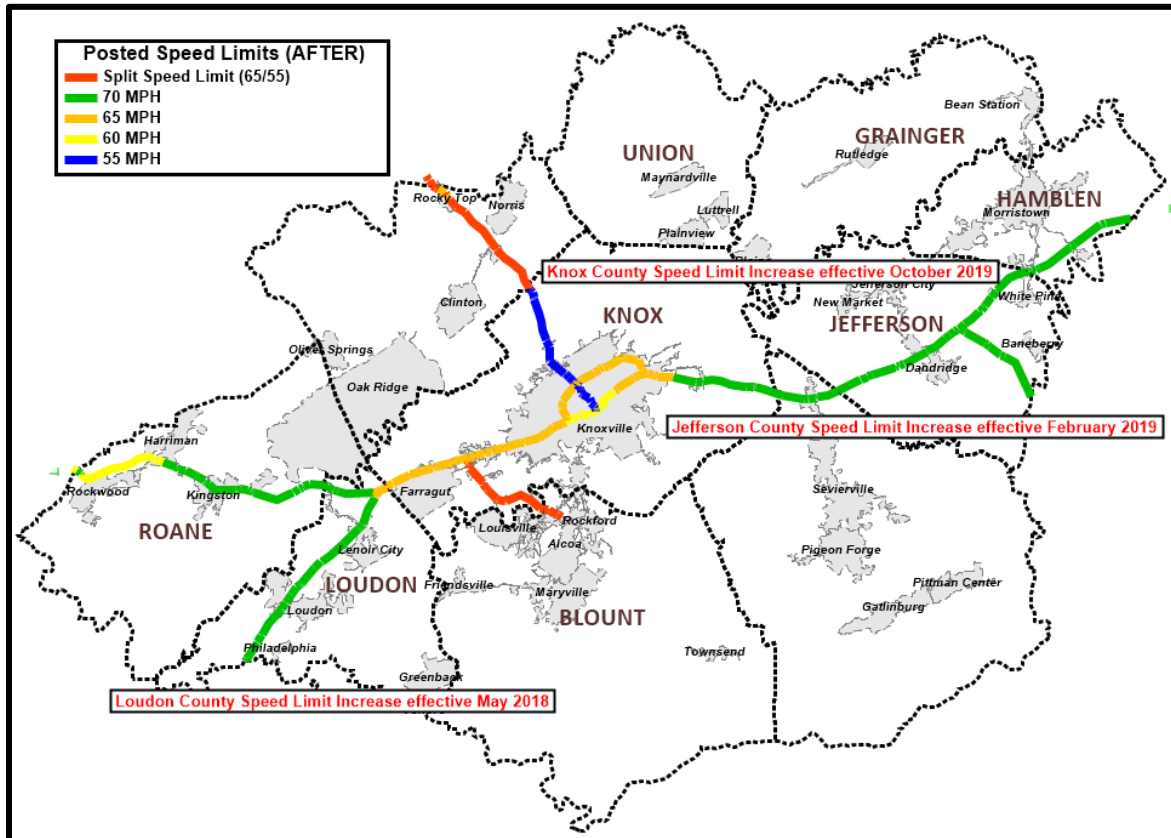 Posted Speed Limits (AFTER)
Split Speed Limit (65/55)
70 MPH
65 MPH
60 MPH
55 MPH
Bean Station
GRAINGER
UNION
Rutledge
Maynardville
HAMBLEN
Rocky Top
Norris
Luttrell
Morristown
Plainview
Knox County Speed Limit Increase effective October 2019
Jefferson City
Clinton
New Market
White Pine
KNOX
JEFFERSON
Oliver Springs
Baneberry
Dandridge
Oak Ridge
Knoxville
Jefferson County Speed Limit Increase effective February 2019
Harriman
Rockwood
Kingston
Farragut
Sevierville
ROANE
Louisville
Rockford
Alcoa
Lenoir City
Pigeon Forge
LOUDON
Friendsville
Maryville
Pittman Center
Loudon
BLOUNT
Gatlinburg
Philadelphia
Townsend
Greenback
Loudon County Speed Limit Increase effective May 2018